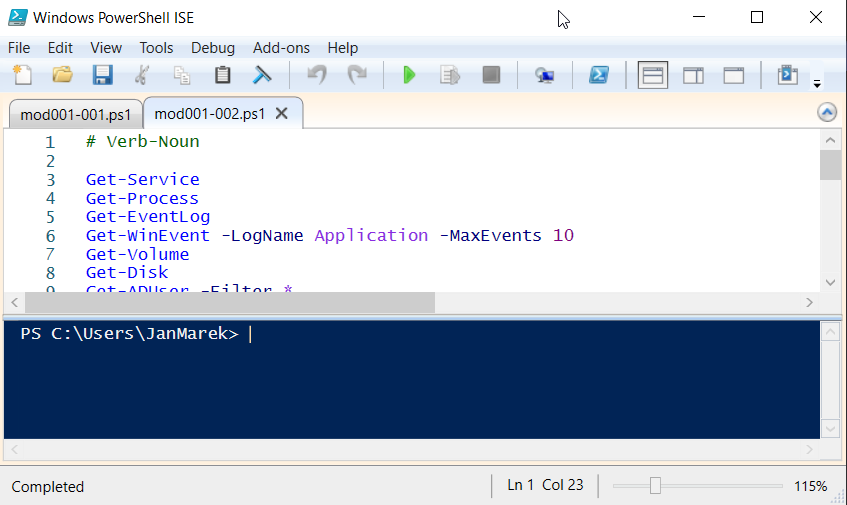 Windows PowerShell ISE
File Edit View Tools Debug Add-ons Help
mod001-001.ps1 mod001-002.ps1
1 # Verb-Noun
2
3 Get-Service
4 Get-Process
5 Get-EventLog
6 Get-WinEvent -LogName Application -MaxEvents 10
7 Get-Volume
8 Get-Disk
9 Get-ADUser -Filter *
PS C:\Users\JanMarek>
Completed Ln 1 Col 23 115%